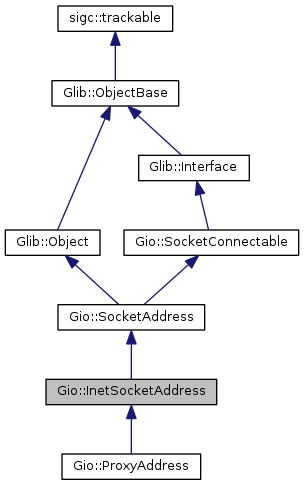 sigc::trackable
Glib::ObjectBase
Glib::Interface
Glib::Object
Gio::SocketConnectable
Gio::SocketAddress
Gio::InetSocketAddress
Gio::ProxyAddress